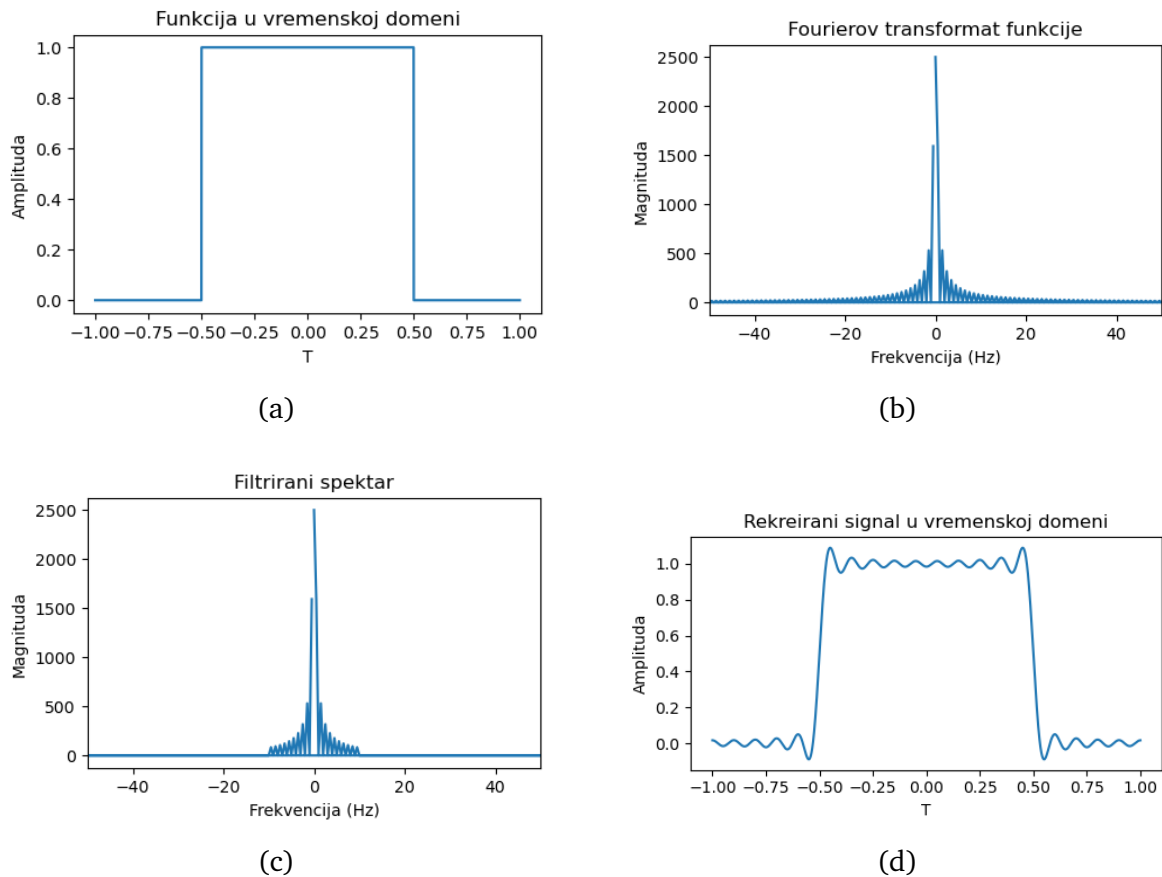 Funkcija u vremenskoj domeni
1.0
0.8
0.6
0.4
0.2
0.0
Amplituda
−1.00 −0.75 −0.50 −0.25 0.00 0.25 0.50 0.75 1.00
T
(a)
Fourierov transformat funkcije
2500
2000
1500
1000
500
0
Magnituda
−40 −20 0 20 40
Frekvencija (Hz)
(b)
Filtrirani spektar
2500
2000
1500
1000
500
0
Magnituda
−40 −20 0 20 40
Frekvencija (Hz)
(c)
Rekreirani signal u vremenskoj domeni
1.0
0.8
0.6
0.4
0.2
0.0
Amplituda
−1.00 −0.75 −0.50 −0.25 0.00 0.25 0.50 0.75 1.00
T
(d)